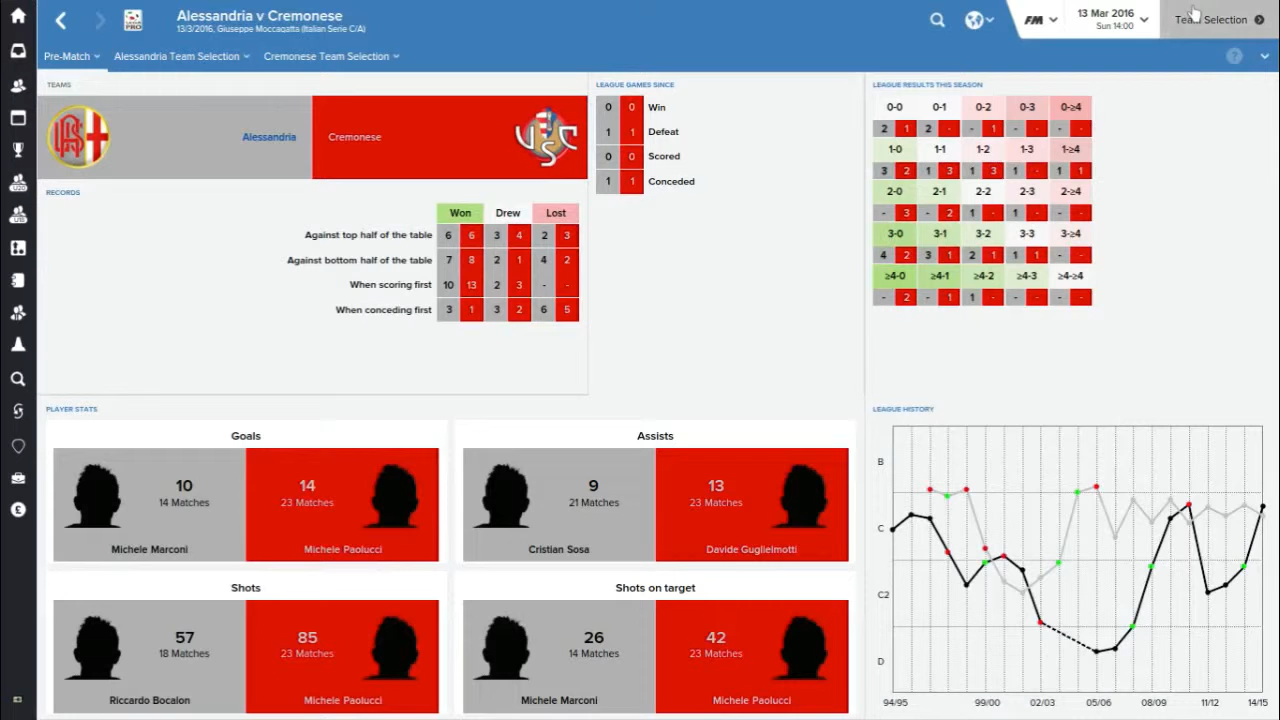 Alessandria v Cremonese
13/3/2016, Giuseppe Moccagatta (Italian Serie C/A)
FM
13 Mar 2016
Sun 14:00
Team Selection
Pre-Match
Alessandria Team Selection
Cremonese Team Selection
TEAMS
Alessandria
Cremonese
RECORDS
Won Drew Lost
Against top half of the table 6 6 3 4 2 3
Against bottom half of the table 7 8 2 1 4 2
When scoring first 10 13 2 3 - -
When conceding first 3 1 3 2 6 5
LEAGUE GAMES SINCE
0 0 Win
1 1 Defeat
0 0 Scored
1 1 Conceded
LEAGUE RESULTS THIS SEASON
0-0 0-1 0-2 0-3 0-≥4
2 1 2 - - 1 - - - -
1-0 1-1 1-2 1-3 1-≥4
3 2 1 3 1 3 1 - 1 1
2-0 2-1 2-2 2-3 2-≥4
- 3 - 2 1 - 1 - - -
3-0 3-1 3-2 3-3 3-≥4
4 2 3 1 2 1 1 1 - -
≥4-0 ≥4-1 ≥4-2 ≥4-3 ≥4-≥4
- 2 - 1 1 - - - - -
PLAYER STATS
Goals
10
14 Matches
Michele Marconi
14
23 Matches
Michele Paolucci
Assists
9
21 Matches
Cristian Sosa
13
23 Matches
Davide Guglielmotti
Shots
57
18 Matches
Riccardo Bocalon
85
23 Matches
Michele Paolucci
Shots on target
26
14 Matches
Michele Marconi
42
23 Matches
Michele Paolucci
LEAGUE HISTORY
B
C
C2
D
94/95 99/00 02/03 05/06 08/09 11/12 14/15